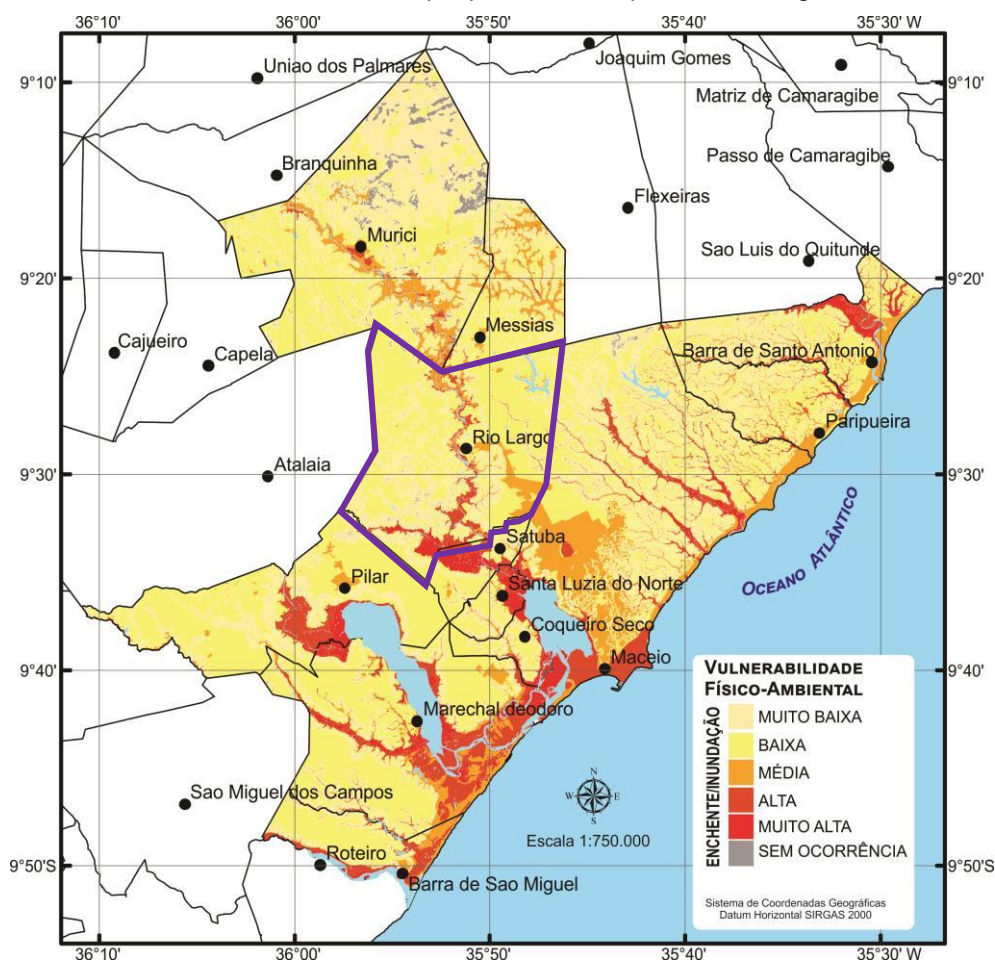 36°10'
36°00'
35°50'
35°40'
35°30' W
Uniao dos Palmares
Joaquim Gomes
9°10'
9°10'
Matriz de Camaragibe
Branquinha
Passo de Camaragibe
Flexeiras
Murici
Sao Luis do Quitunde
9°20'
9°20'
Messias
Cajueiro
Capela
Barra de Santo Antonio
Rio Largo
Paripueira
Atalaia
9°30'
9°30'
OCEANO ATLÂNTICO
Satuba
Pilar
Santa Luzia do Norte
Coqueiro Seco
9°40'
9°40'
Maceio
Marechal deodoro
Sao Miguel dos Campos
Roteiro
Barra de Sao Miguel
9°50'S
9°50'S
N
W
E
S
Escala 1:750.000
VULNERABILIDADE
FÍSICO-AMBIENTAL
ENCHENTE/INUNDAÇÃO
MUITO BAIXA
BAIXA
MÉDIA
ALTA
MUITO ALTA
SEM OCORRÊNCIA
Sistema de Coordenadas Geográficas
Datum Horizontal SIRGAS 2000
36°10'
36°00'
35°50'
35°40'
35°30' W